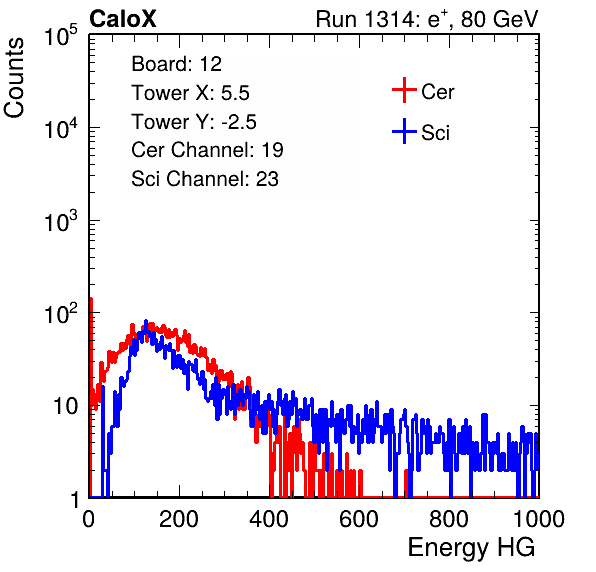 CaloX Run 1314: e⁺, 80 GeV
Counts
Board: 12
Tower X: 5.5
Tower Y: -2.5
Cer Channel: 19
Sci Channel: 23
Cer
Sci
10⁵
10⁴
10³
10²
10
1
0 200 400 600 800 1000
Energy HG